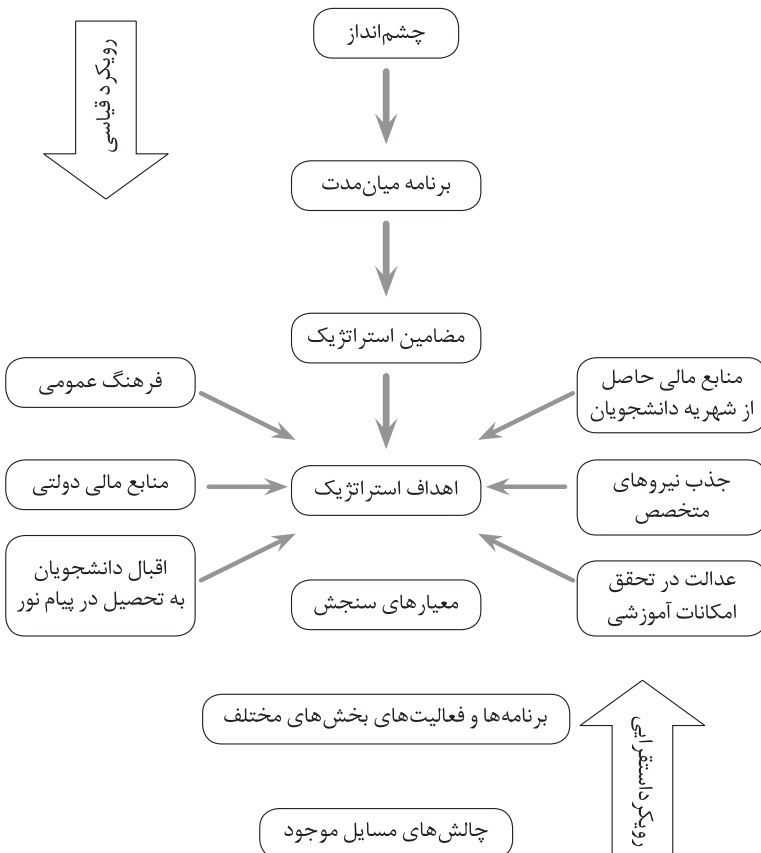 چشم‌انداز
رویکرد قیاسی
برنامه میان‌مدت
مضامین استراتژیک
منابع مالی حاصل
از شهریه دانشجویان
فرهنگ عمومی
جذب نیروهای
متخصص
اهداف استراتژیک
منابع مالی دولتی
عدالت در تحقق
امکانات آموزشی
معیارهای سنجش
اقبال دانشجویان
به تحصیل در پیام نور
برنامه‌ها و فعالیت‌های بخش‌های مختلف
رویکرداستقرایی
چالش‌های مسایل موجود